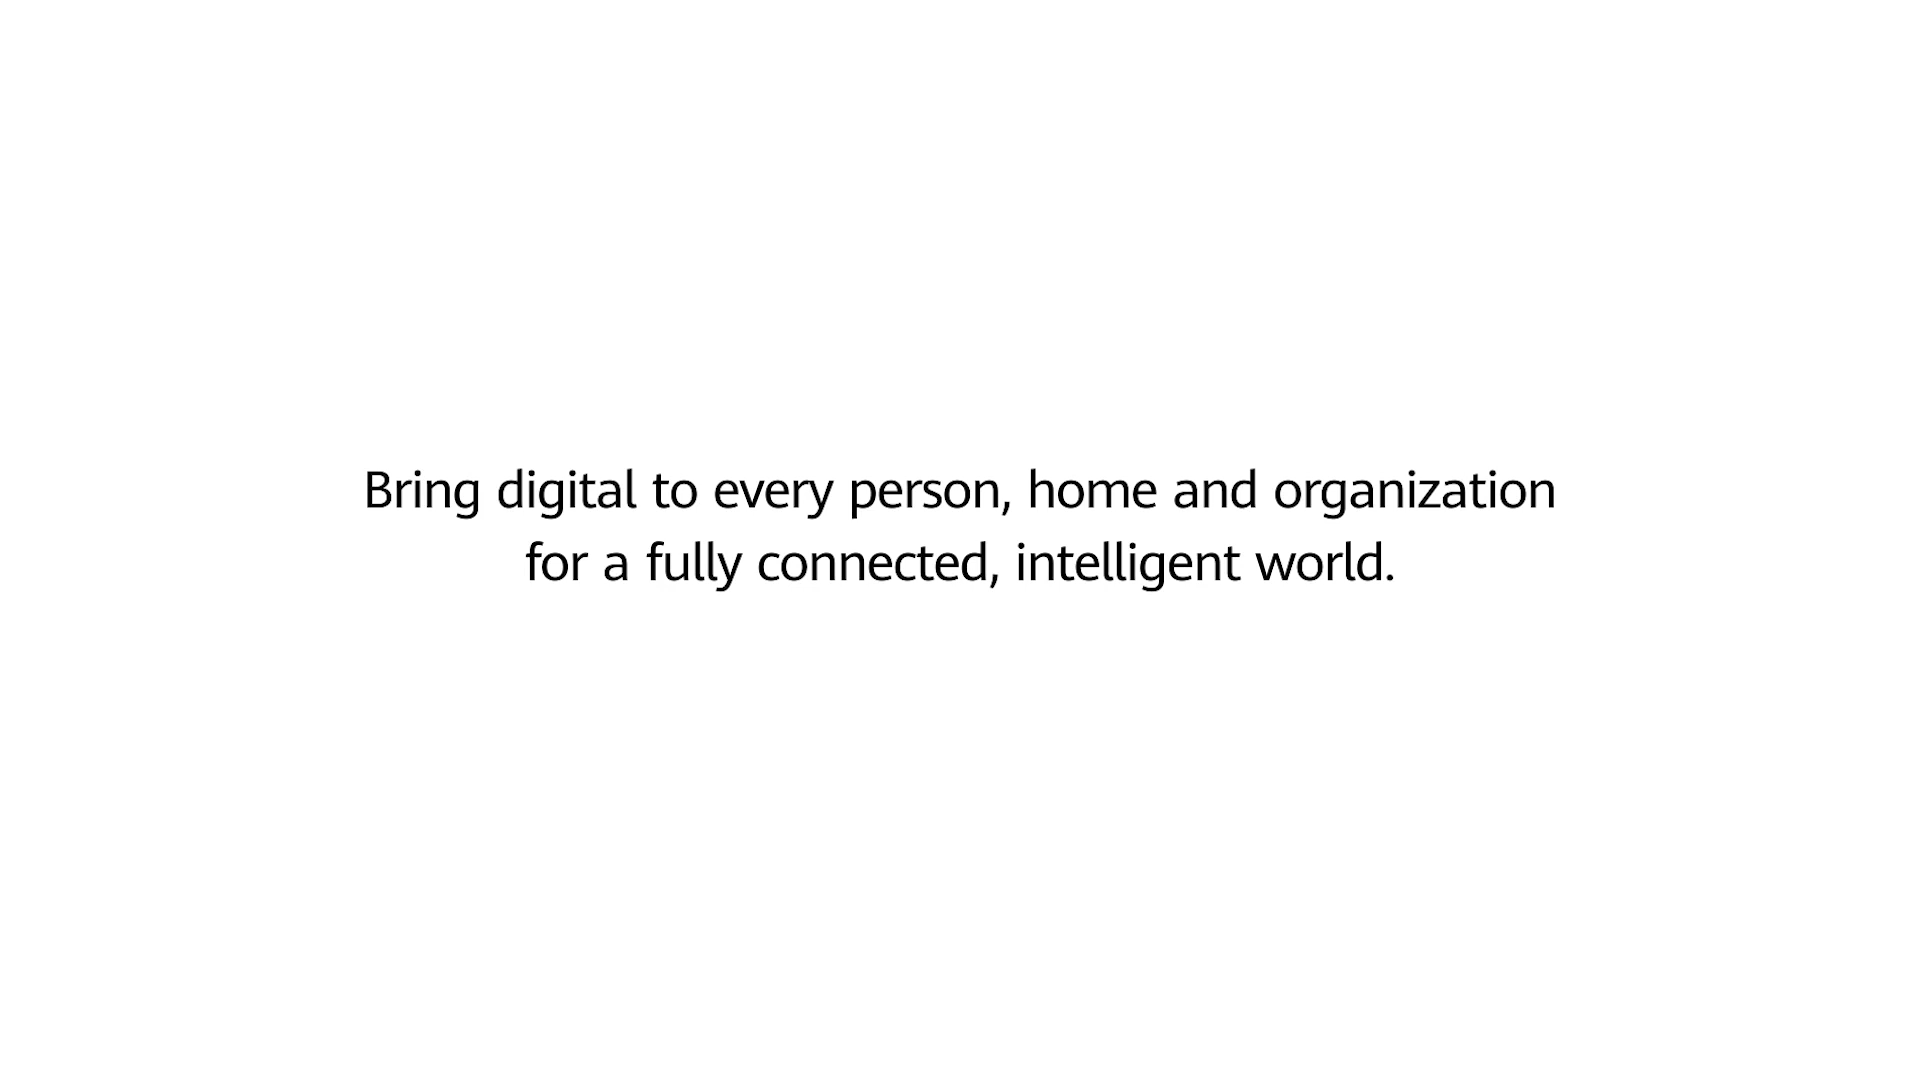 Bring digital to every person, home and organization
for a fully connected, intelligent world.